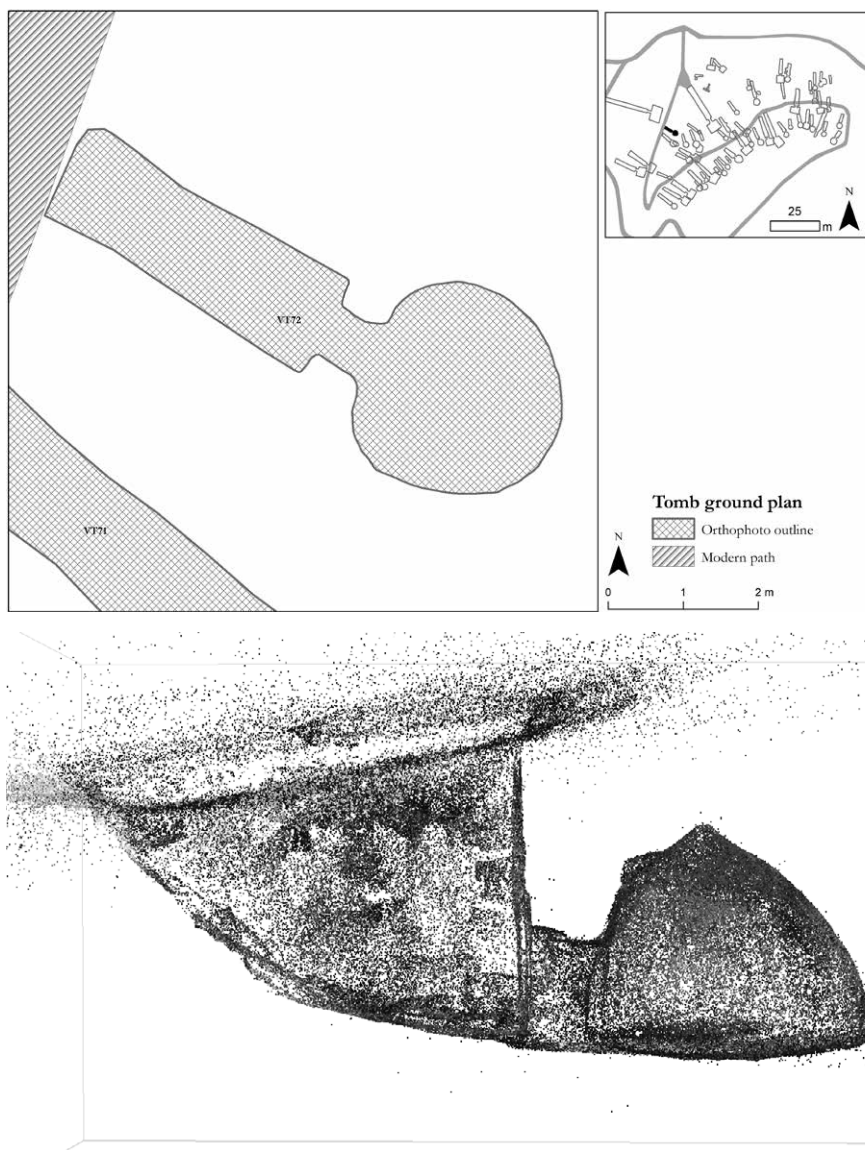 VT72
VT71
N
25
m
Tomb ground plan
Orthophoto outline
Modern path
N
0 1 2 m